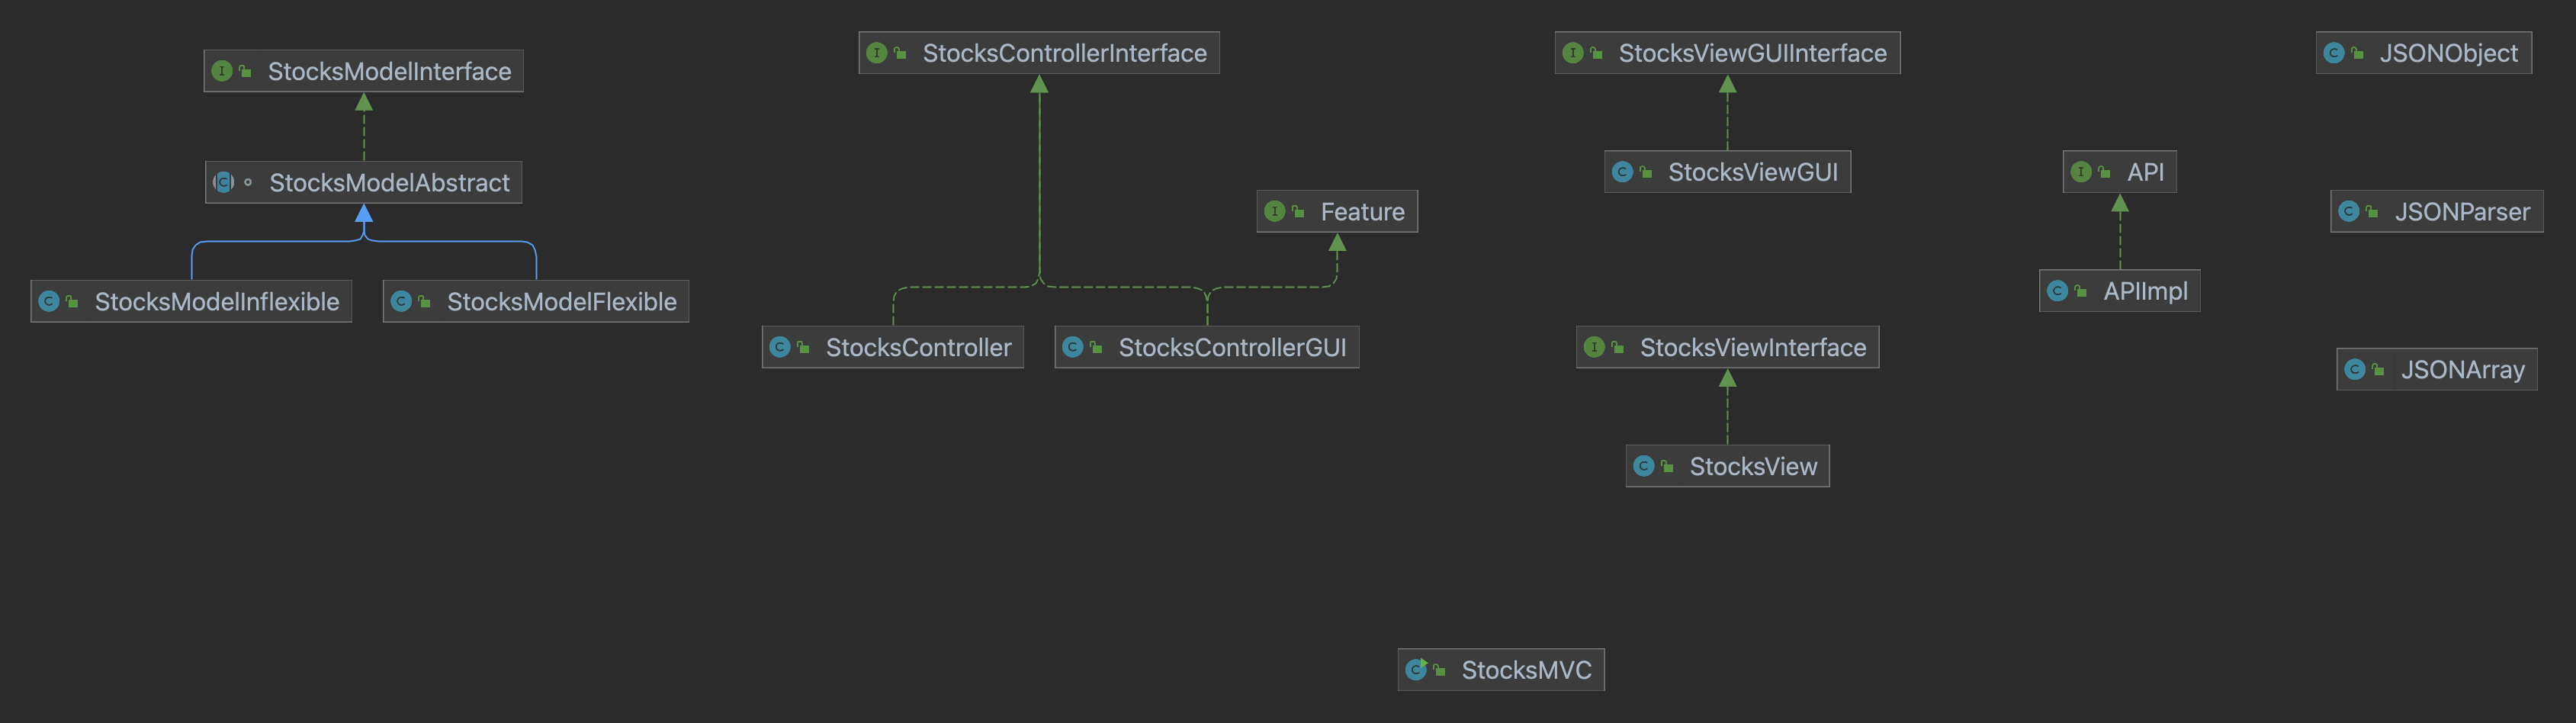 StocksModelInterface
StocksModelAbstract
StocksModelInflexible
StocksModelFlexible
StocksControllerInterface
Feature
StocksController
StocksControllerGUI
StocksViewGUIInterface
StocksViewGUI
StocksViewInterface
StocksView
API
APIImpl
JSONObject
JSONParser
JSONArray
StocksMVC